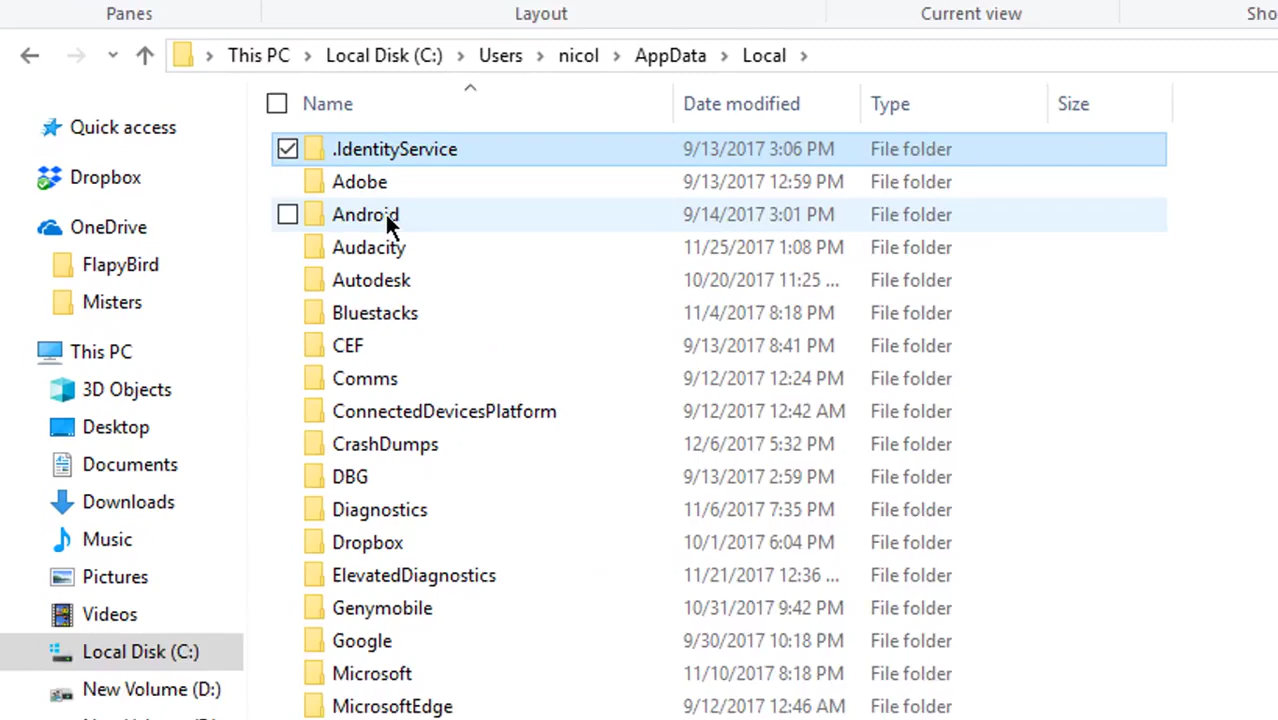 Panes Layout Current view Sho
This PC Local Disk (C:) Users nicol AppData Local
Name Date modified Type Size
Quick access
Dropbox
OneDrive
FlapyBird
Misters
This PC
3D Objects
Desktop
Documents
Downloads
Music
Pictures
Videos
Local Disk (C:)
New Volume (D:)
.IdentityService 9/13/2017 3:06 PM File folder
Adobe 9/13/2017 12:59 PM File folder
Android 9/14/2017 3:01 PM File folder
Audacity 11/25/2017 1:08 PM File folder
Autodesk 10/20/2017 11:25 ... File folder
Bluestacks 11/4/2017 8:18 PM File folder
CEF 9/13/2017 8:41 PM File folder
Comms 9/12/2017 12:24 PM File folder
ConnectedDevicesPlatform 9/12/2017 12:42 AM File folder
CrashDumps 12/6/2017 5:32 PM File folder
DBG 9/13/2017 2:59 PM File folder
Diagnostics 11/6/2017 7:35 PM File folder
Dropbox 10/1/2017 6:04 PM File folder
ElevatedDiagnostics 11/21/2017 12:36 ... File folder
Genymobile 10/31/2017 9:42 PM File folder
Google 9/30/2017 10:18 PM File folder
Microsoft 11/10/2017 8:18 PM File folder
MicrosoftEdge 9/12/2017 12:46 AM File folder